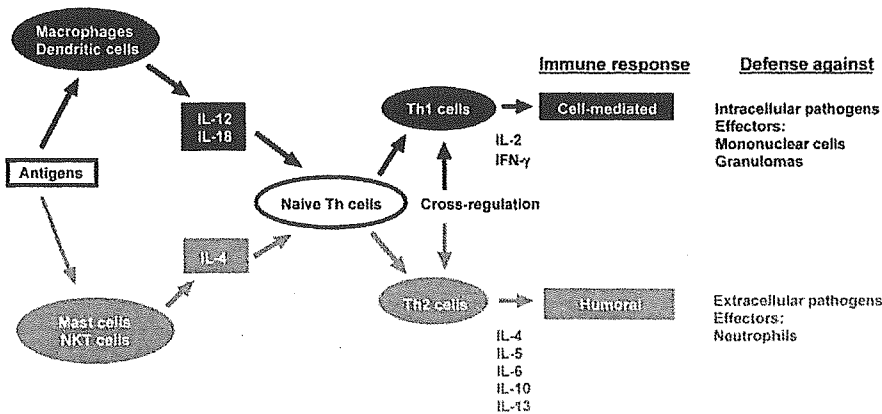 Macrophages
Dendritic cells
Immune response
Defense against
IL-12
IL-18
Th1 cells
Cell-mediated
Intracellular pathogens
Effectors:
Mononuclear cells
Granulomas
IL-2
IFN-γ
Antigens
Naive Th cells
Cross-regulation
IL-4
Mast cells
NKT cells
Th2 cells
Humoral
Extracellular pathogens
Effectors:
Neutrophils
IL-4
IL-5
IL-6
IL-10
IL-13